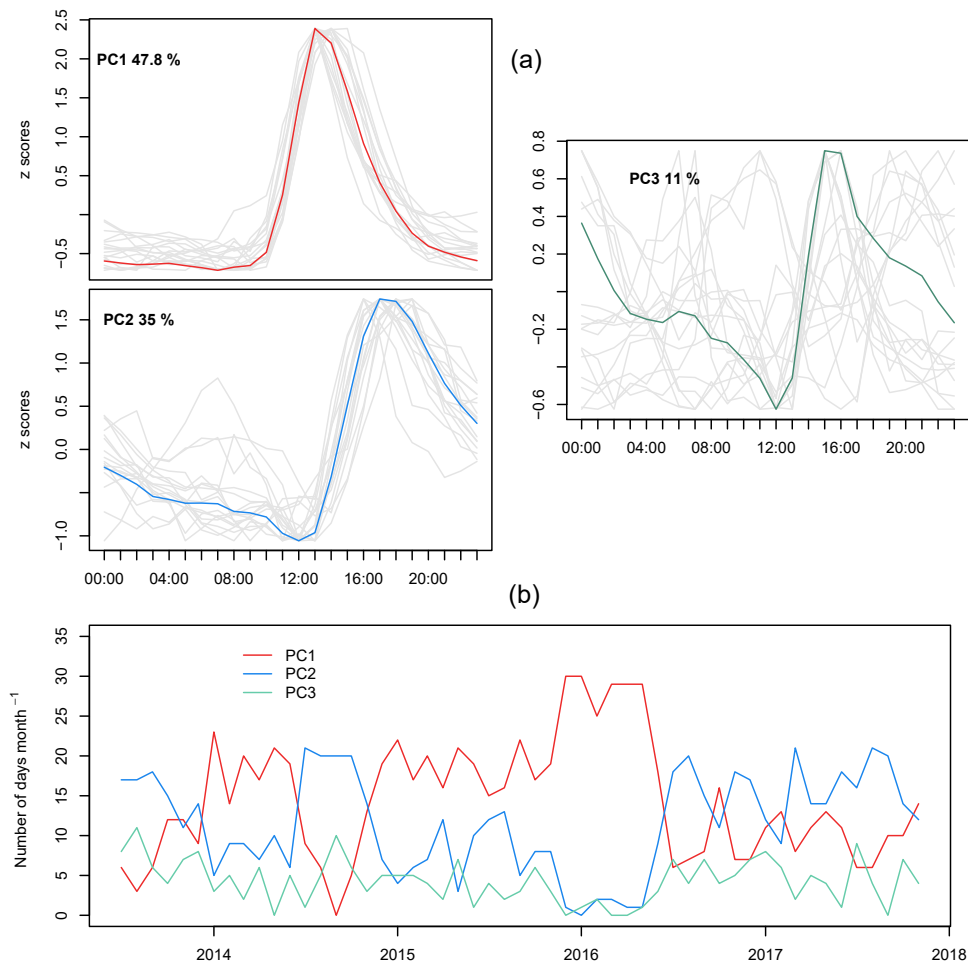 (a)
PC1 47.8 %
z scores
2.5
2.0
1.5
1.0
0.5
−0.5
PC2 35 %
z scores
1.5
0.5
0.0
−1.0
00:00 04:00 08:00 12:00 16:00 20:00
PC3 11 %
0.8
0.6
0.4
0.2
−0.2
−0.6
00:00 04:00 08:00 12:00 16:00 20:00
(b)
Number of days month⁻¹
35
30
25
20
15
10
5
0
PC1
PC2
PC3
2014 2015 2016 2017 2018